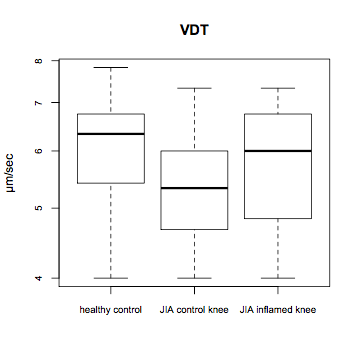 VDT
8
7
6
5
4
μm/sec
healthy control
JIA control knee
JIA inflamed knee